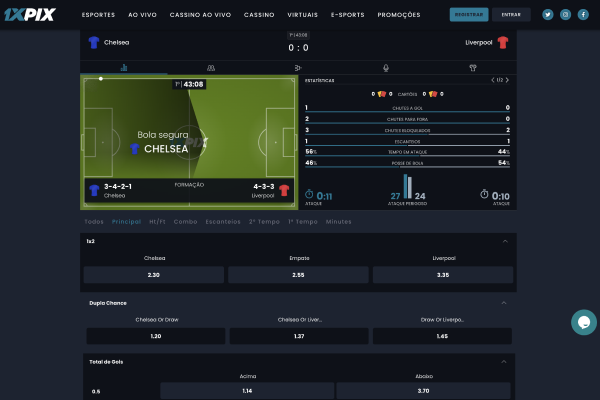 1XPIX
ESPORTES AO VIVO CASSINO AO VIVO CASSINO VIRTUAIS E-SPORTS PROMOÇÕES
REGISTRAR ENTRAR
1º | 43:08
Chelsea 0 : 0 Liverpool
1º | 43:08
Bola segura
CHELSEA
PIX
3-4-2-1 FORMAÇÃO 4-3-3
Chelsea Liverpool
ESTATÍSTICAS 1/2
0 0 CARTÕES 0 0
1 CHUTES A GOL 0
2 CHUTES PARA FORA 0
3 CHUTES BLOQUEADOS 2
1 ESCANTEIOS 1
56% TEMPO EM ATAQUE 44%
46% POSSE DE BOLA 54%
0:11 27 24 0:10
ATAQUE ATAQUE PERIGOSO ATAQUE
Todos Principal Ht/Ft Combo Escanteios 2º Tempo 1º Tempo Minutes
1x2
Chelsea Empate Liverpool
2.30 2.55 3.35
Dupla Chance
Chelsea Or Draw Chelsea Or Liver... Draw Or Liverpo...
1.20 1.37 1.45
Total de Gols
Acima Abaixo
0.5 1.14 3.70